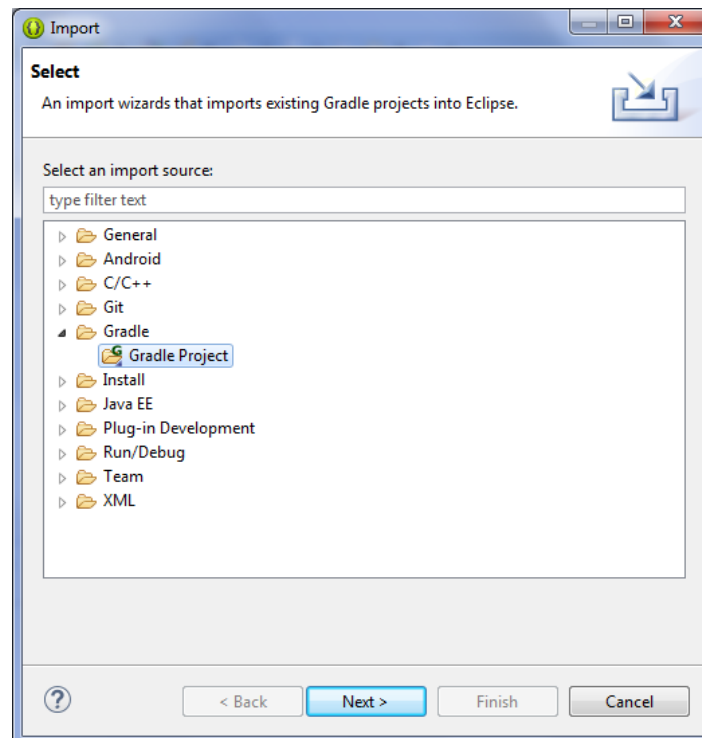 Import
Select
An import wizards that imports existing Gradle projects into Eclipse.
Select an import source:
type filter text
General
Android
C/C++
Git
Gradle
Gradle Project
Install
Java EE
Plug-in Development
Run/Debug
Team
XML
< Back Next > Finish Cancel